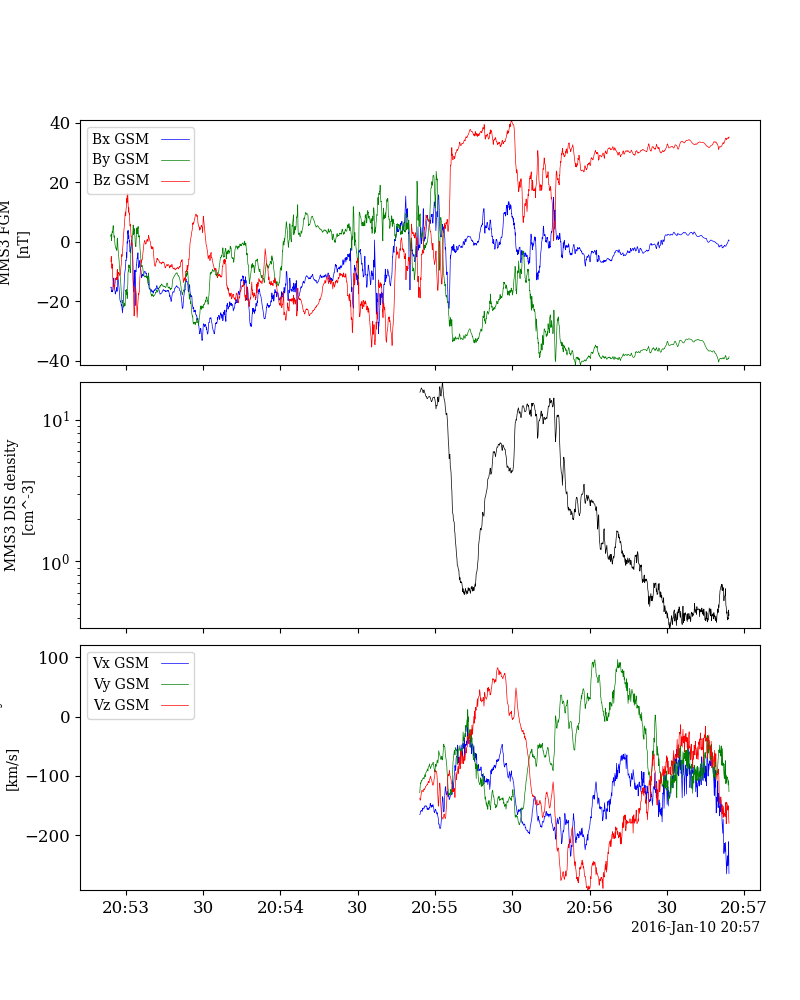 40
20
0
−20
−40
MMS3 FGM
[nT]
Bx GSM
By GSM
Bz GSM
10^1
10^0
MMS3 DIS density
[cm^-3]
100
0
−100
−200
[km/s]
Vx GSM
Vy GSM
Vz GSM
20:53 30 20:54 30 20:55 30 20:56 30 20:57
2016-Jan-10 20:57